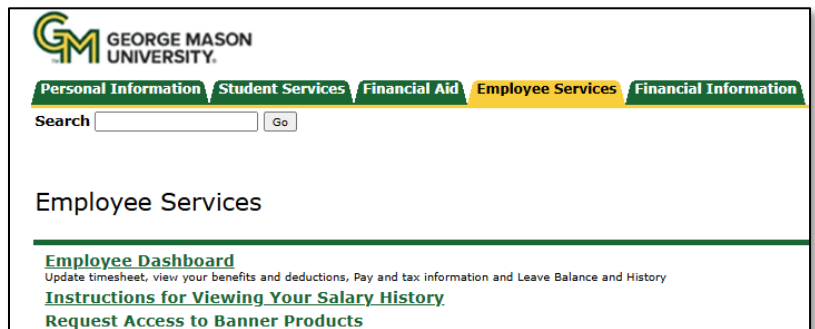 GEORGE MASON
UNIVERSITY.
Personal Information Student Services Financial Aid Employee Services Financial Information
Search Go
Employee Services
Employee Dashboard
Update timesheet, view your benefits and deductions, Pay and tax information and Leave Balance and History
Instructions for Viewing Your Salary History
Request Access to Banner Products